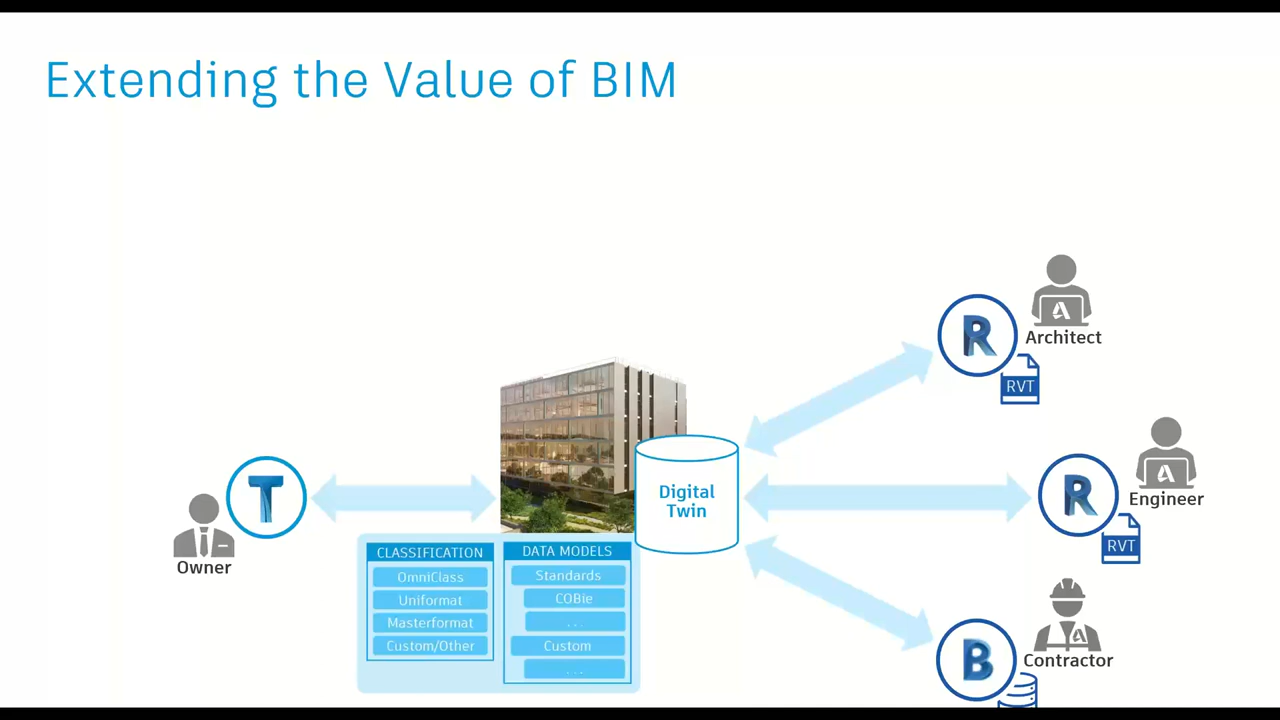 Extending the Value of BIM
R
Architect
RVT
Digital
Twin
T
Owner
R
Engineer
RVT
CLASSIFICATION
OmniClass
Uniformat
Masterformat
Custom/Other
DATA MODELS
Standards
COBie
...
Custom
...
B
Contractor